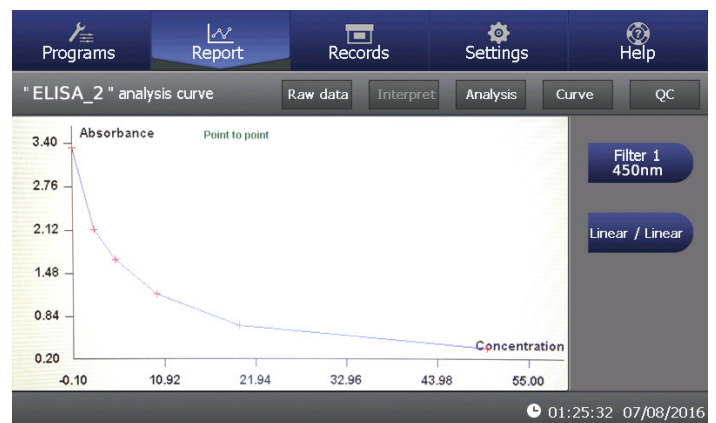 Programs
Report
Records
Settings
Help
"ELISA_2" analysis curve
Raw data
Interpret
Analysis
Curve
QC
Absorbance
Point to point
3.40
2.76
2.12
1.48
0.84
0.20
-0.10
10.92
21.94
32.96
43.98
55.00
Concentration
Filter 1
450nm
Linear / Linear
01:25:32 07/08/2016